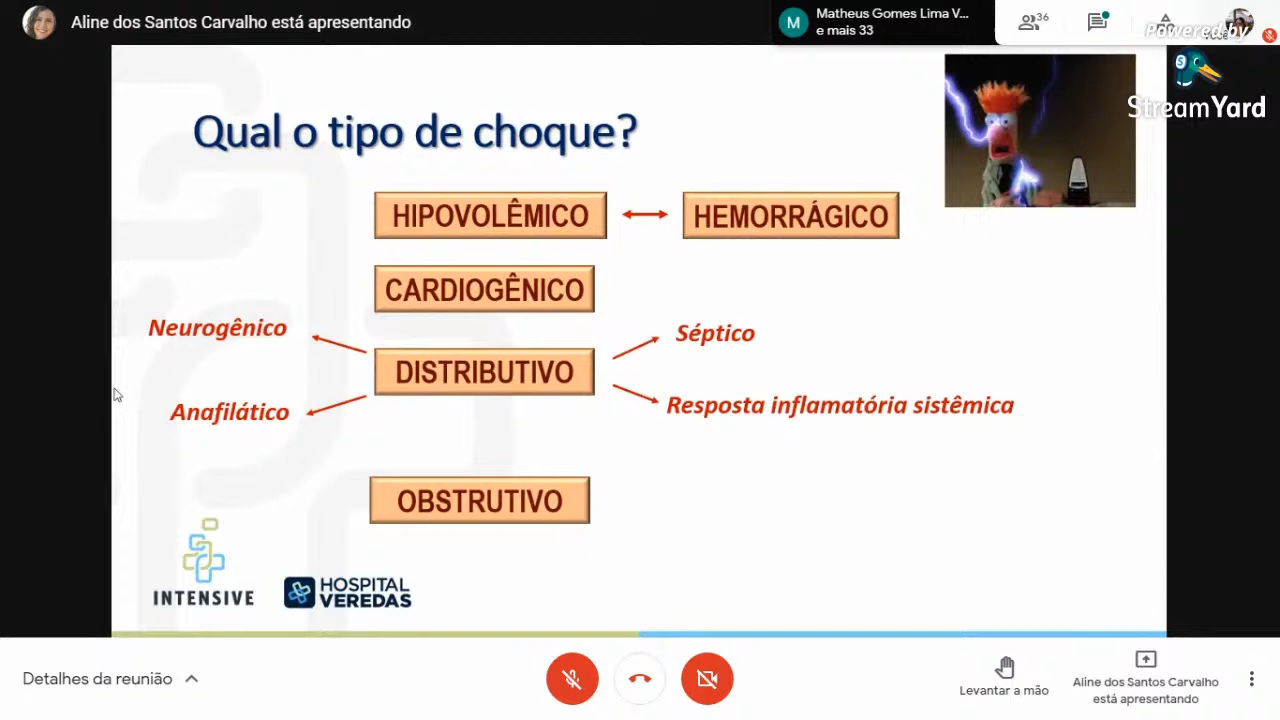 Aline dos Santos Carvalho está apresentando
M
Matheus Gomes Lima V...
e mais 33
36
Powered by
StreamYard
Qual o tipo de choque?
HIPOVOLÊMICO
HEMORRÁGICO
CARDIOGÊNICO
Neurogênico
Séptico
DISTRIBUTIVO
Anafilático
Resposta inflamatória sistêmica
OBSTRUTIVO
INTENSIVE
HOSPITAL
VEREDAS
Detalhes da reunião
Levantar a mão
Aline dos Santos Carvalho
está apresentando